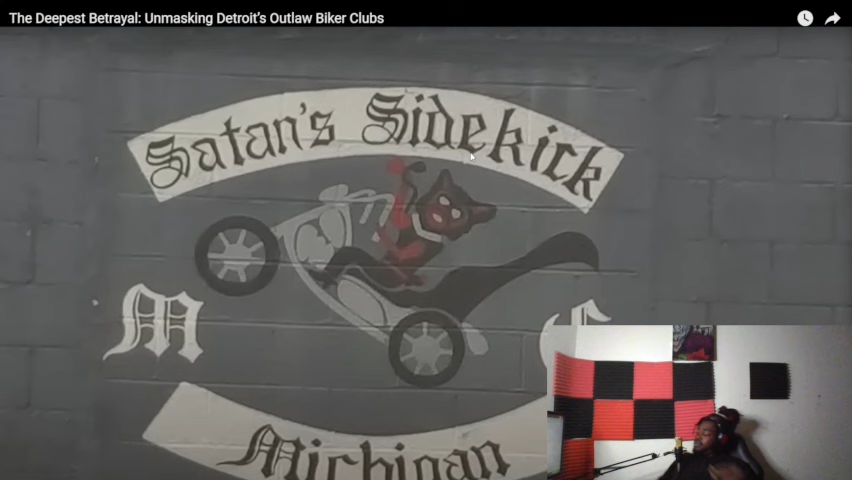 The Deepest Betrayal: Unmasking Detroit's Outlaw Biker Clubs
Satan's Sidekick
M
Michigan